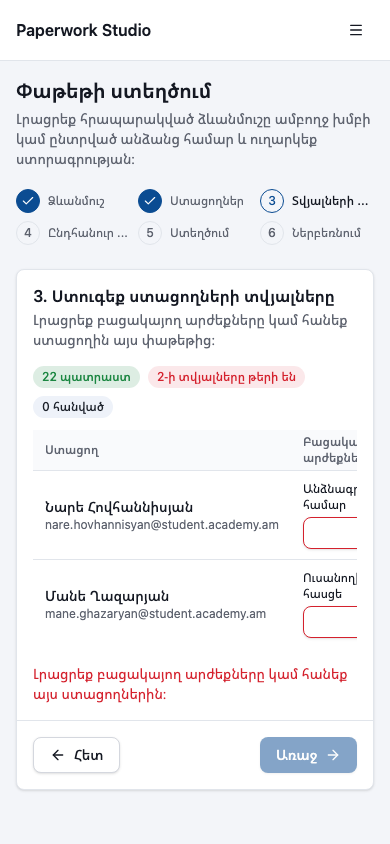 Paperwork Studio
Փաթեթի ստեղծում
Լրացրեք հրապարակված ձևանմուշը ամբողջ խմբի
կամ ընտրված անձանց համար և ուղարկեք
ստորագրության։
Ձևանմուշ
Ստացողներ
3 Տվյալների ...
4 Ընդհանուր ...
5 Ստեղծում
6 Ներբեռնում
3. Ստուգեք ստացողների տվյալները
Լրացրեք բացակայող արժեքները կամ հանեք
ստացողին այս փաթեթից։
22 պատրաստ
2-ի տվյալները թերի են
0 հանված
Ստացող
Նարե Հովհաննիսյան
nare.hovhannisyan@student.academy.am
համար
Մանե Ղազարյան
mane.ghazaryan@student.academy.am
հասցե
Լրացրեք բացակայող արժեքները կամ հանեք
այս ստացողներին։
Հետ
Առաջ